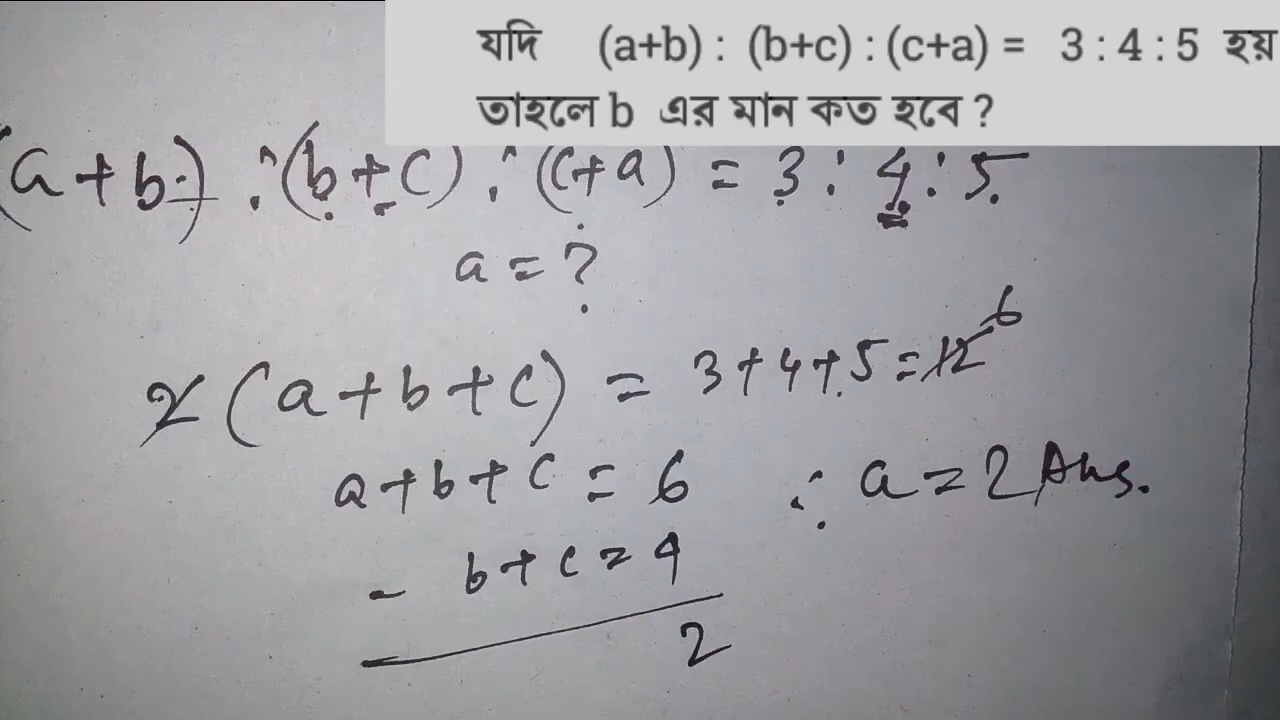 যদি (a+b) : (b+c) : (c+a) = 3 : 4 : 5 হয়
তাহলে b এর মান কত হবে ?
(a+b) : (b+c) : (c+a) = 3 : 4 : 5
a = ?
2 (a+b+c) = 3+4+5 = 12 6
a+b+c = 6 ∴ a = 2 Ans.
- b+c = 4
2